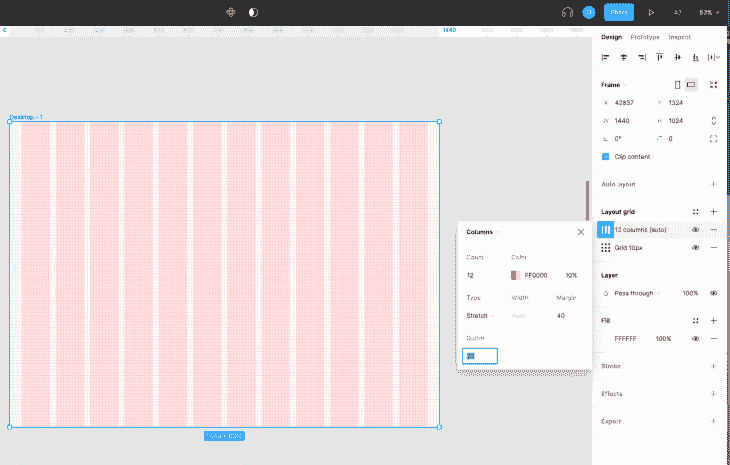 Share
53%
0
1440
Design Prototype Inspect
Desktop - 1
Frame
X 42837 Y 1324
W 1440 H 1024
0° 0
Clip content
Auto layout
Layout grid
12 columns (auto)
Grid 10px
Columns
Count Color
12 FF0000 10%
Type Width Margin
Stretch Auto 40
Gutter
Layer
Pass through 100%
Fill
FFFFFF 100%
Stroke
Effects
Export